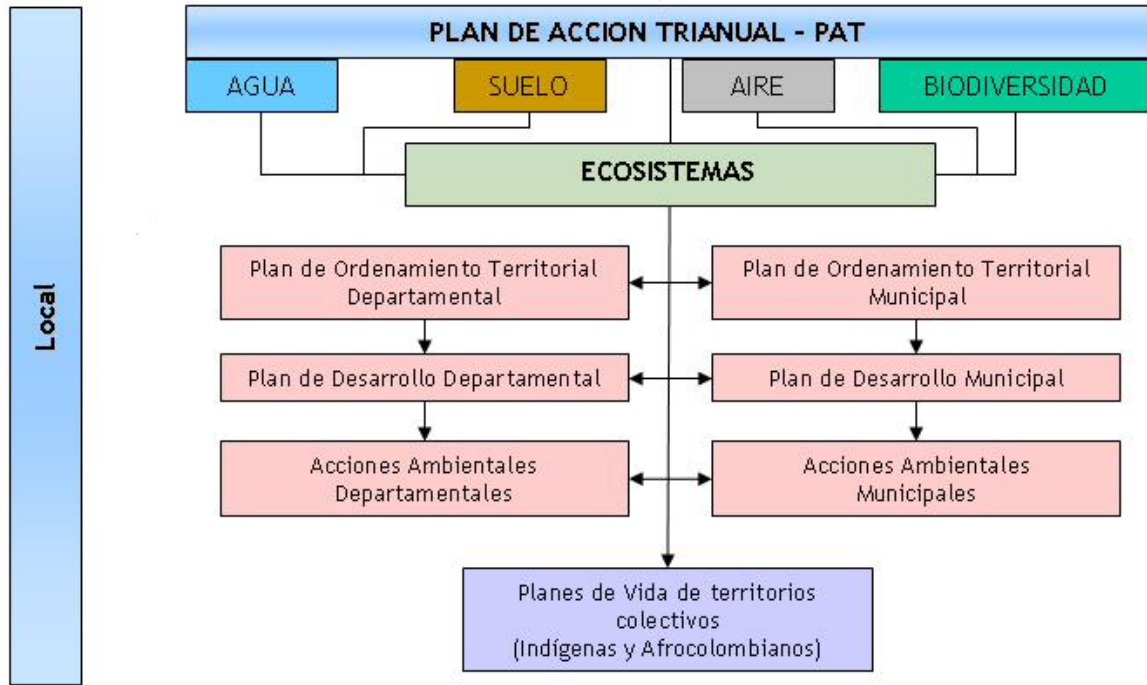 PLAN DE ACCION TRIANUAL - PAT
AGUA
SUELO
AIRE
BIODIVERSIDAD
ECOSISTEMAS
Local
Plan de Ordenamiento Territorial
Departamental
Plan de Ordenamiento Territorial
Municipal
Plan de Desarrollo Departamental
Plan de Desarrollo Municipal
Acciones Ambientales
Departamentales
Acciones Ambientales
Municipales
Planes de Vida de territorios
colectivos
(Indígenas y Afrocolombianos)